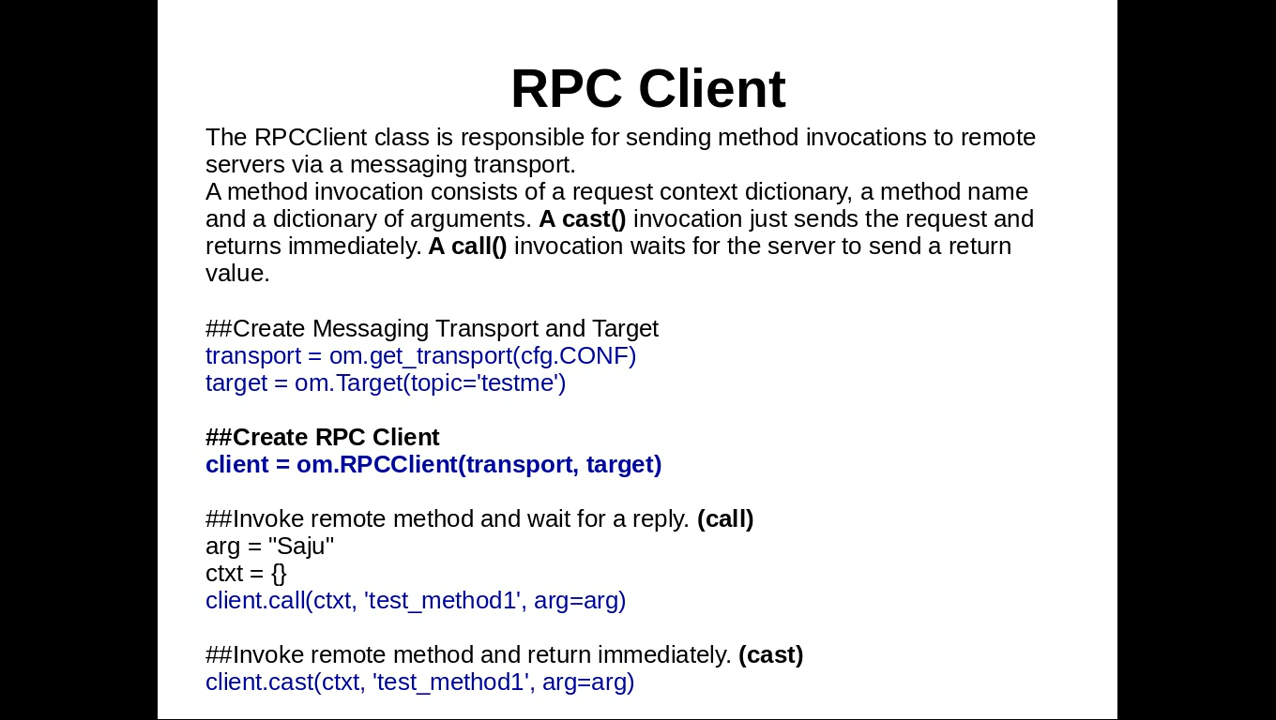 RPC Client
The RPCClient class is responsible for sending method invocations to remote
servers via a messaging transport.
A method invocation consists of a request context dictionary, a method name
and a dictionary of arguments. A cast() invocation just sends the request and
returns immediately. A call() invocation waits for the server to send a return
value.
##Create Messaging Transport and Target
transport = om.get_transport(cfg.CONF)
target = om.Target(topic='testme')
##Create RPC Client
client = om.RPCClient(transport, target)
##Invoke remote method and wait for a reply. (call)
arg = "Saju"
ctxt = {}
client.call(ctxt, 'test_method1', arg=arg)
##Invoke remote method and return immediately. (cast)
client.cast(ctxt, 'test_method1', arg=arg)